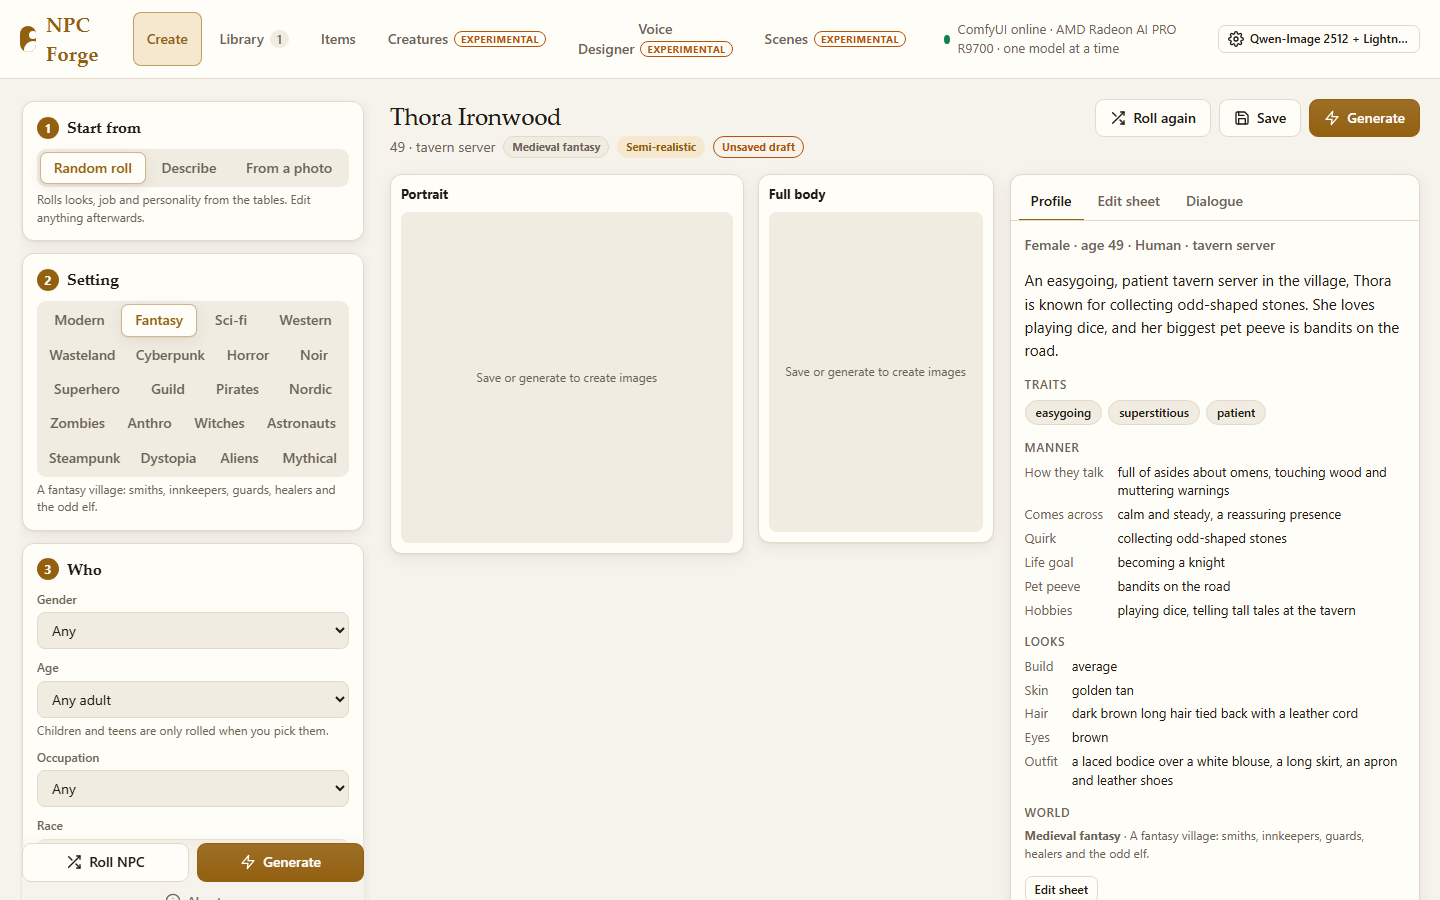 NPC
Forge
Create
Library 1
Items
Creatures EXPERIMENTAL
Voice
Designer EXPERIMENTAL
Scenes EXPERIMENTAL
ComfyUI online · AMD Radeon AI PRO
R9700 · one model at a time
Qwen-Image 2512 + Lightn...
1 Start from
Random roll Describe From a photo
Rolls looks, job and personality from the tables. Edit
anything afterwards.
2 Setting
Modern Fantasy Sci-fi Western
Wasteland Cyberpunk Horror Noir
Superhero Guild Pirates Nordic
Zombies Anthro Witches Astronauts
Steampunk Dystopia Aliens Mythical
A fantasy village: smiths, innkeepers, guards, healers and
the odd elf.
3 Who
Gender
Any
Age
Any adult
Children and teens are only rolled when you pick them.
Occupation
Any
Race
Roll NPC Generate
Thora Ironwood
49 · tavern server Medieval fantasy Semi-realistic Unsaved draft
Roll again Save Generate
Portrait
Save or generate to create images
Full body
Save or generate to create images
Profile Edit sheet Dialogue
Female · age 49 · Human · tavern server
An easygoing, patient tavern server in the village, Thora
is known for collecting odd-shaped stones. She loves
playing dice, and her biggest pet peeve is bandits on the
road.
TRAITS
easygoing superstitious patient
MANNER
How they talk full of asides about omens, touching wood and
muttering warnings
Comes across calm and steady, a reassuring presence
Quirk collecting odd-shaped stones
Life goal becoming a knight
Pet peeve bandits on the road
Hobbies playing dice, telling tall tales at the tavern
LOOKS
Build average
Skin golden tan
Hair dark brown long hair tied back with a leather cord
Eyes brown
Outfit a laced bodice over a white blouse, a long skirt, an apron
and leather shoes
WORLD
Medieval fantasy · A fantasy village: smiths, innkeepers, guards,
healers and the odd elf.
Edit sheet